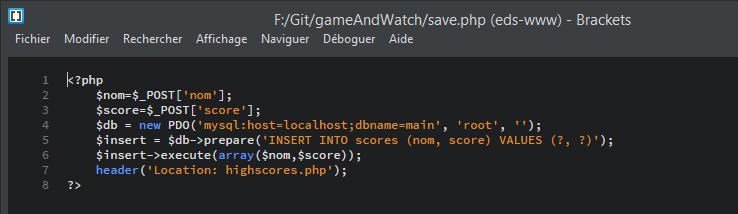 F:/Git/gameAndWatch/save.php (eds-www) - Brackets
Fichier Modifier Rechercher Affichage Naviguer Déboguer Aide
1 <?php
2 $nom=$_POST['nom'];
3 $score=$_POST['score'];
4 $db = new PDO('mysql:host=localhost;dbname=main', 'root', '');
5 $insert = $db->prepare('INSERT INTO scores (nom, score) VALUES (?, ?)');
6 $insert->execute(array($nom,$score));
7 header('Location: highscores.php');
8 ?>